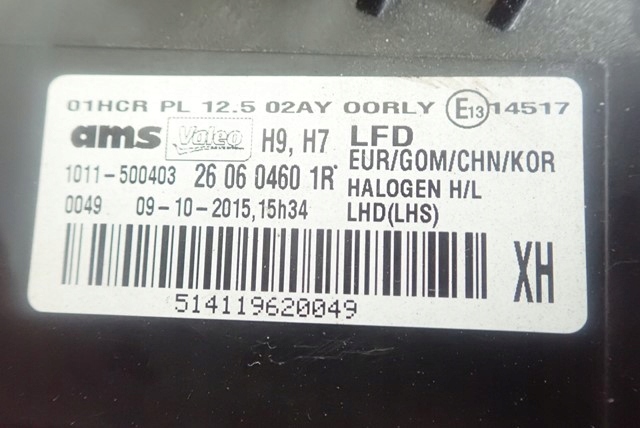 01HCR PL 12.5 02AY 00RLY E13 14517
ams Valeo H9, H7 LFD
EUR/GOM/CHN/KOR
1011-500403 26 06 0460 1R HALOGEN H/L
0049 09-10-2015,15h34 LHD(LHS)
XH
514119620049